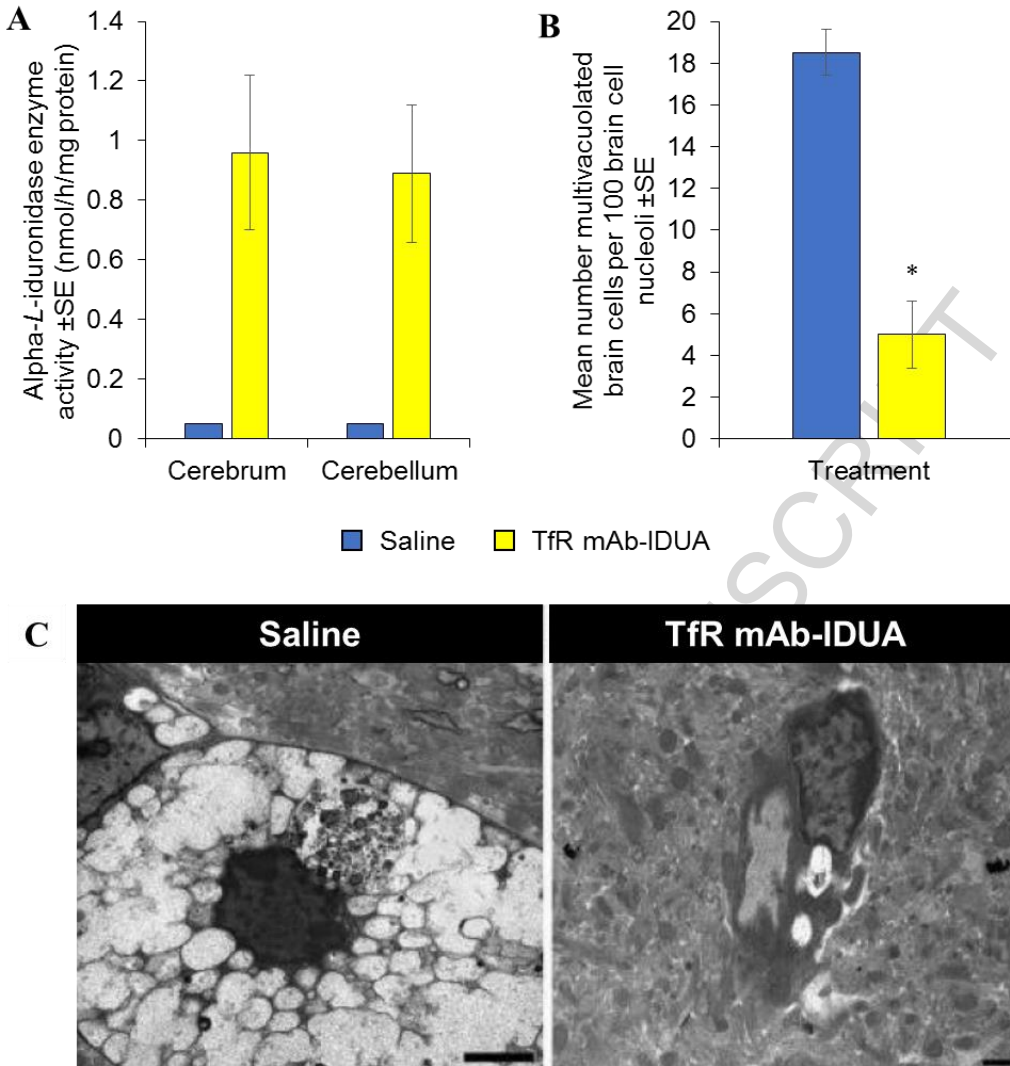 A
Alpha-L-iduronidase enzyme
activity ±SE (nmol/h/mg protein)
1.4
1.2
1
0.8
0.6
0.4
0.2
0
Cerebrum Cerebellum
B
Mean number multivacuolated
brain cells per 100 brain cell
nucleoli ±SE
20
18
16
14
12
10
8
6
4
2
0
*
Treatment
Saline TfR mAb-IDUA
C
Saline
TfR mAb-IDUA